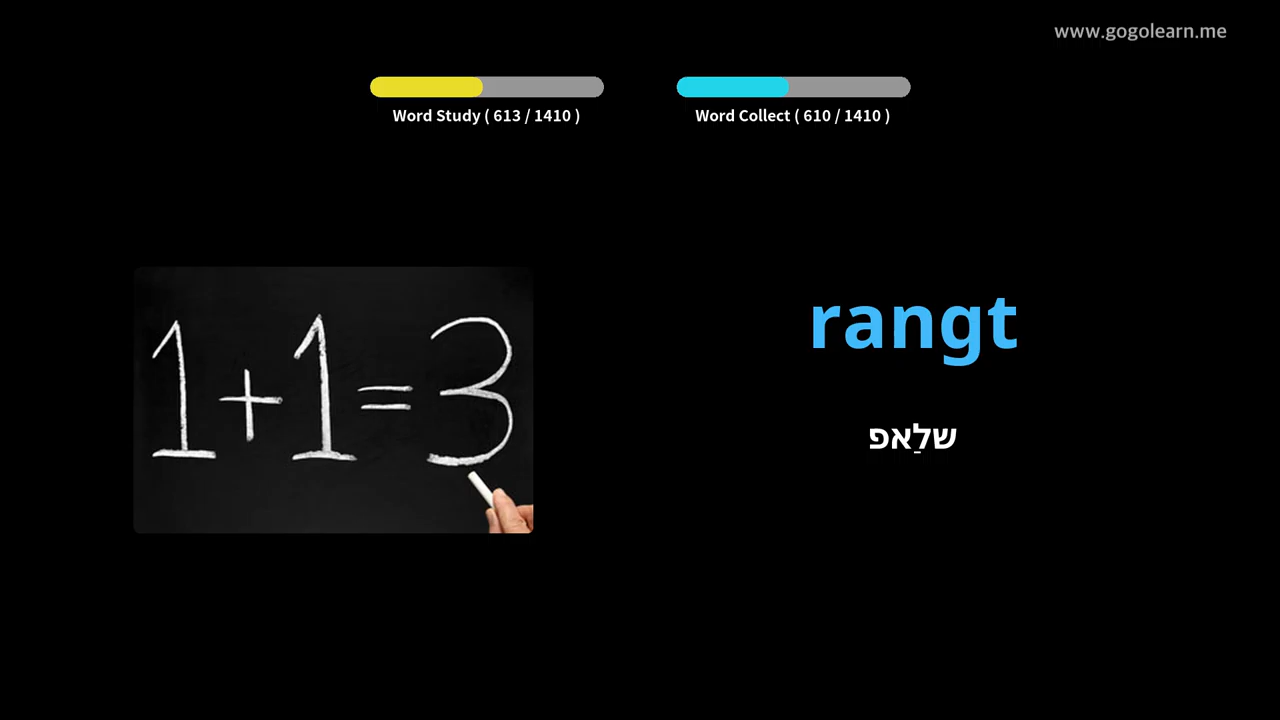 www.gogolearn.me
Word Study ( 613 / 1410 )
Word Collect ( 610 / 1410 )
1+1=3
rangt
שלַאפ